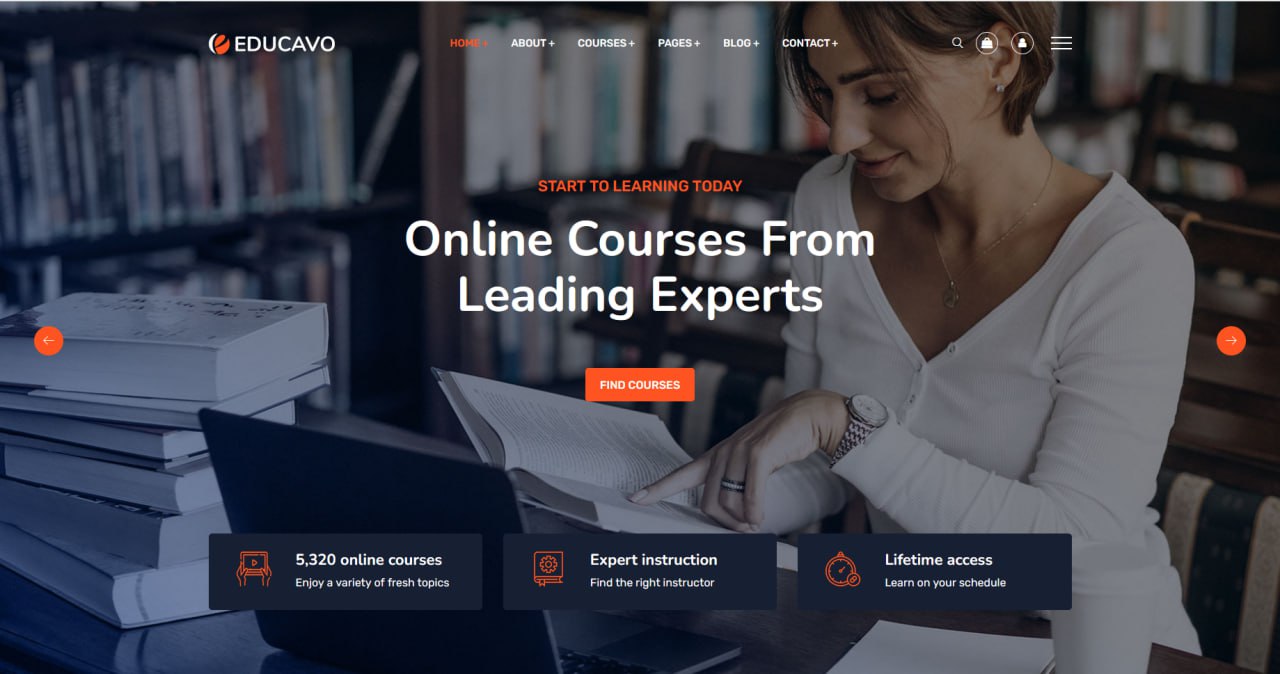 EDUCAVO
HOME +
ABOUT +
COURSES +
PAGES +
BLOG +
CONTACT +
START TO LEARNING TODAY
Online Courses From
Leading Experts
FIND COURSES
5,320 online courses
Enjoy a variety of fresh topics
Expert instruction
Find the right instructor
Lifetime access
Learn on your schedule